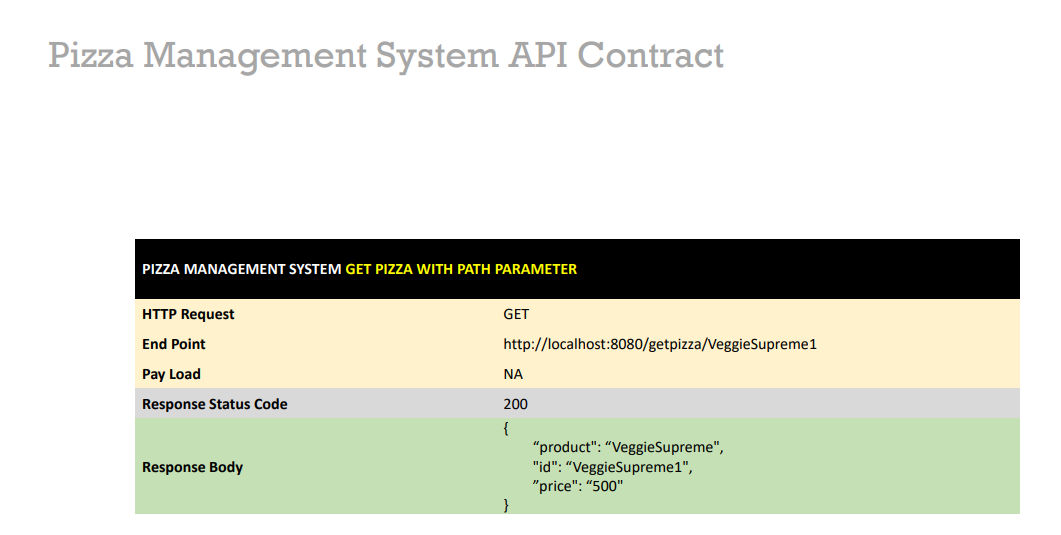 Pizza Management System API Contract
PIZZA MANAGEMENT SYSTEM GET PIZZA WITH PATH PARAMETER
HTTP Request GET
End Point http://localhost:8080/getpizza/VeggieSupreme1
Pay Load NA
Response Status Code 200
Response Body
{
“product": “VeggieSupreme",
"id": “VeggieSupreme1",
”price": “500"
}